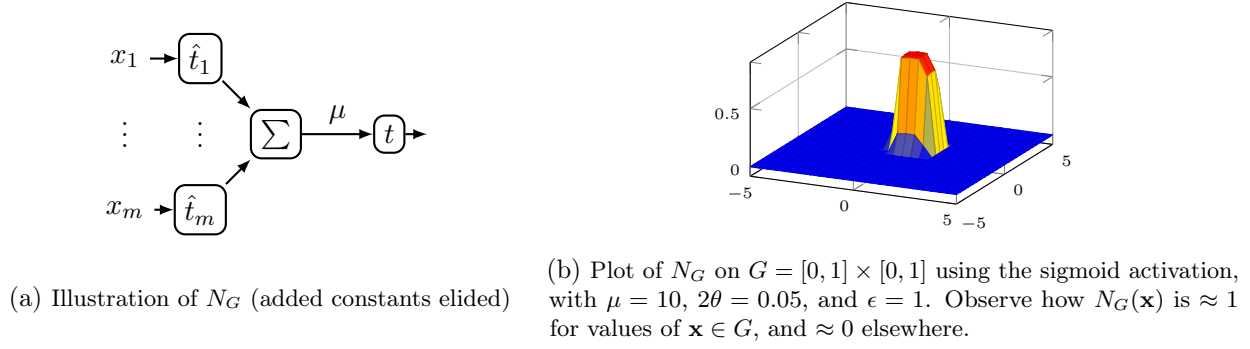 x₁ t̂₁
⋮ ⋮ ∑ μ t
xₘ t̂ₘ
0.5
0
−5
0
5
−5
0
5
(a) Illustration of N_G (added constants elided)
(b) Plot of N_G on G = [0, 1] × [0, 1] using the sigmoid activation,
with μ = 10, 2θ = 0.05, and ϵ = 1. Observe how N_G(𝐱) is ≈ 1
for values of 𝐱 ∈ G, and ≈ 0 elsewhere.